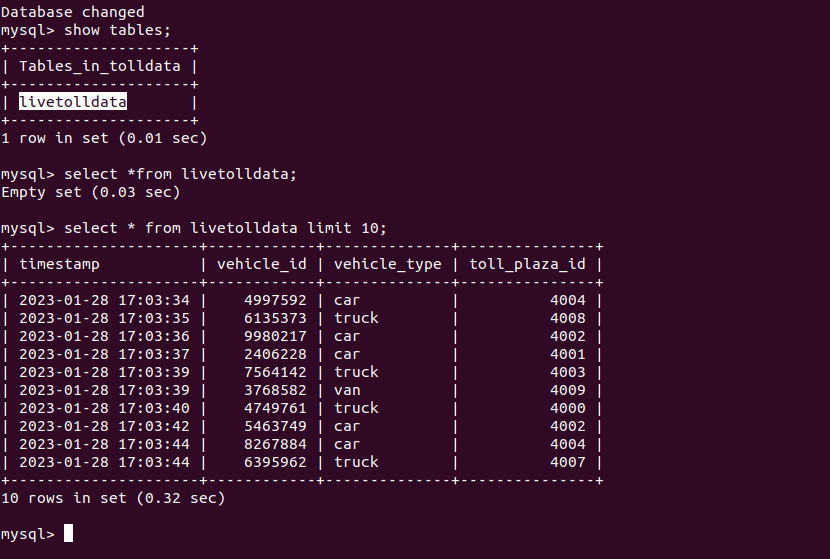 Database changed
mysql> show tables;
+--------------------+
| Tables_in_tolldata |
+--------------------+
| livetolldata       |
+--------------------+
1 row in set (0.01 sec)

mysql> select *from livetolldata;
Empty set (0.03 sec)

mysql> select * from livetolldata limit 10;
+---------------------+------------+--------------+---------------+
| timestamp           | vehicle_id | vehicle_type | toll_plaza_id |
+---------------------+------------+--------------+---------------+
| 2023-01-28 17:03:34 |    4997592 | car          |          4004 |
| 2023-01-28 17:03:35 |    6135373 | truck        |          4008 |
| 2023-01-28 17:03:36 |    9980217 | car          |          4002 |
| 2023-01-28 17:03:37 |    2406228 | car          |          4001 |
| 2023-01-28 17:03:39 |    7564142 | truck        |          4003 |
| 2023-01-28 17:03:39 |    3768582 | van          |          4009 |
| 2023-01-28 17:03:40 |    4749761 | truck        |          4000 |
| 2023-01-28 17:03:42 |    5463749 | car          |          4002 |
| 2023-01-28 17:03:44 |    8267884 | car          |          4004 |
| 2023-01-28 17:03:44 |    6395962 | truck        |          4007 |
+---------------------+------------+--------------+---------------+
10 rows in set (0.32 sec)

mysql>